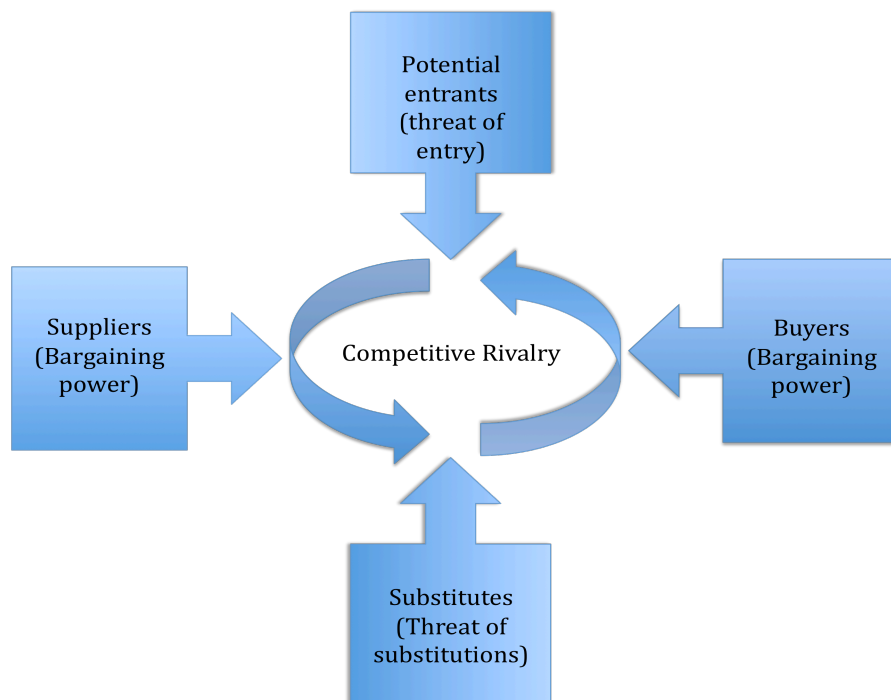 Potential
entrants
(threat of
entry)
Suppliers
(Bargaining
power)
Competitive Rivalry
Buyers
(Bargaining
power)
Substitutes
(Threat of
substitutions)